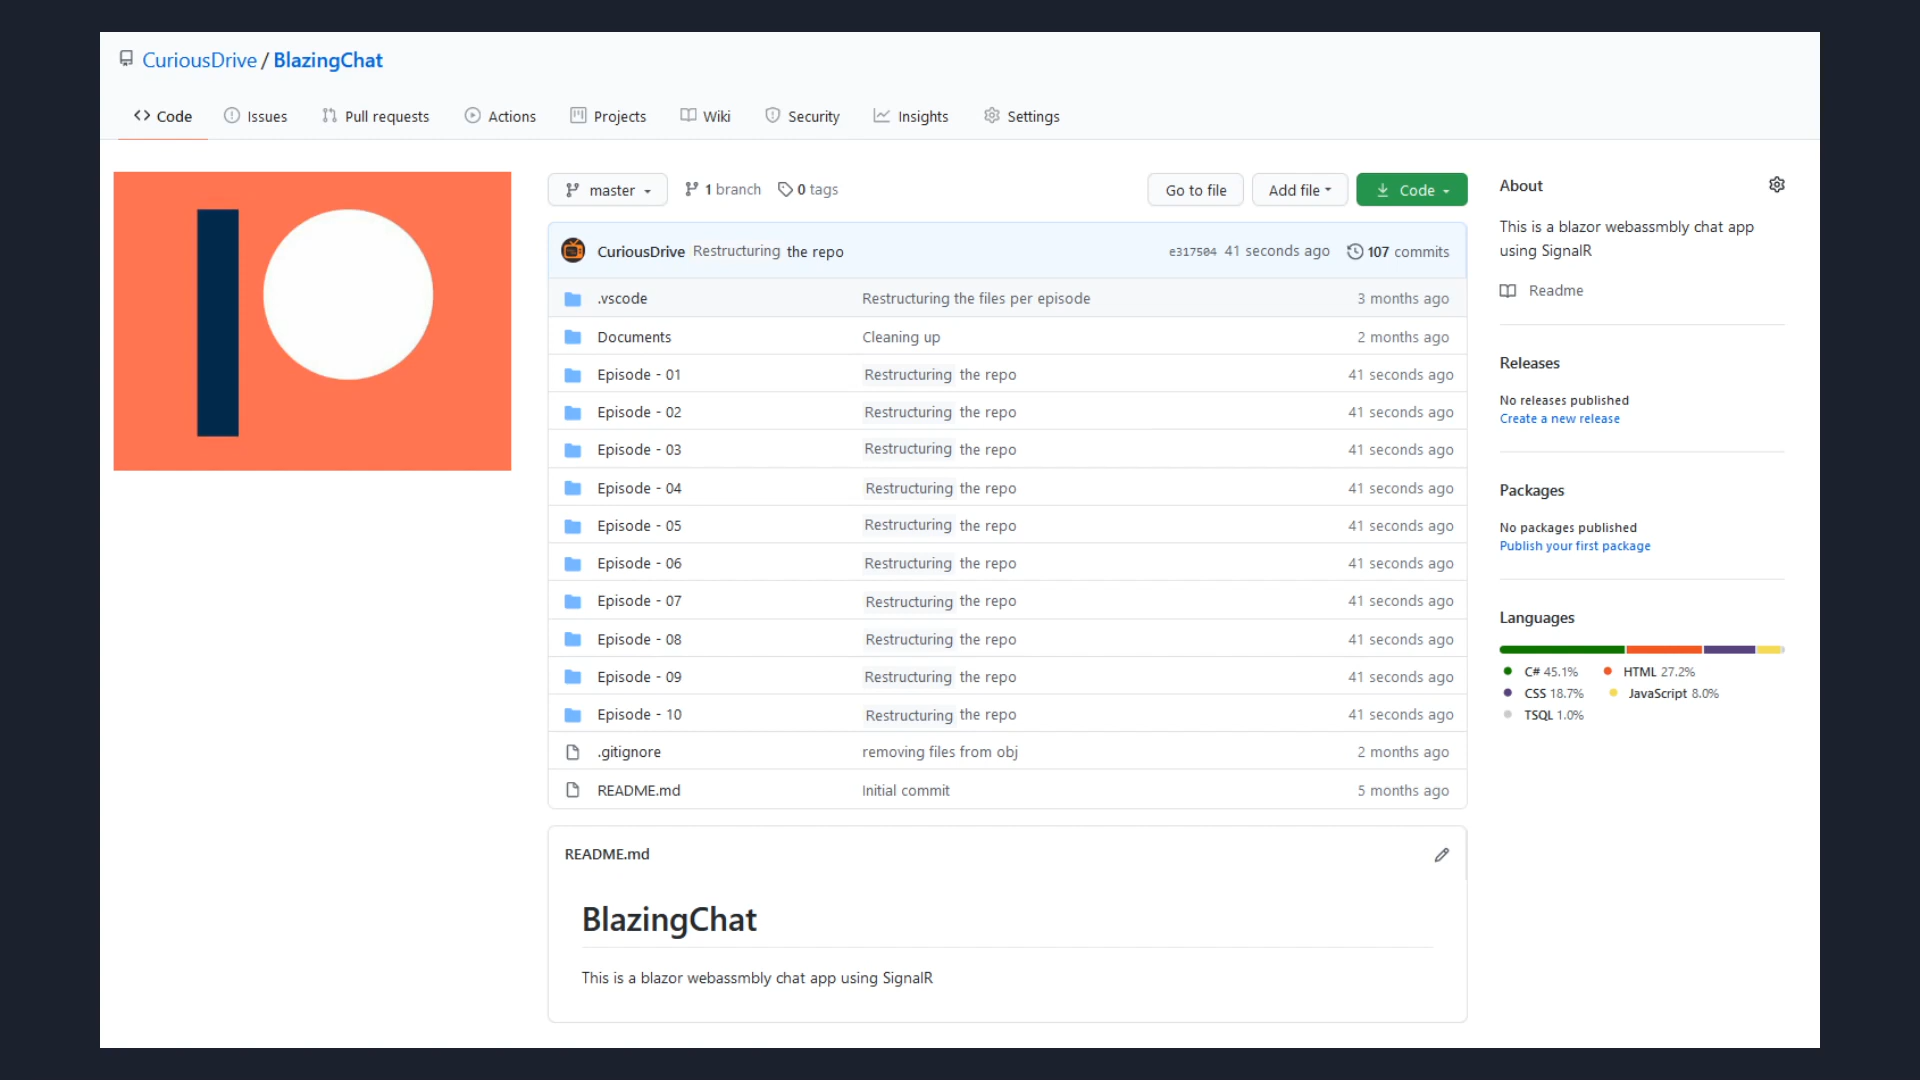 CuriousDrive / BlazingChat
Code Issues Pull requests Actions Projects Wiki Security Insights Settings
master 1 branch 0 tags Go to file Add file Code
CuriousDrive Restructuring the repo e317504 41 seconds ago 107 commits
.vscode Restructuring the files per episode 3 months ago
Documents Cleaning up 2 months ago
Episode - 01 Restructuring the repo 41 seconds ago
Episode - 02 Restructuring the repo 41 seconds ago
Episode - 03 Restructuring the repo 41 seconds ago
Episode - 04 Restructuring the repo 41 seconds ago
Episode - 05 Restructuring the repo 41 seconds ago
Episode - 06 Restructuring the repo 41 seconds ago
Episode - 07 Restructuring the repo 41 seconds ago
Episode - 08 Restructuring the repo 41 seconds ago
Episode - 09 Restructuring the repo 41 seconds ago
Episode - 10 Restructuring the repo 41 seconds ago
.gitignore removing files from obj 2 months ago
README.md Initial commit 5 months ago
README.md
BlazingChat
This is a blazor webassmbly chat app using SignalR
About
This is a blazor webassmbly chat app
using SignalR
Readme
Releases
No releases published
Create a new release
Packages
No packages published
Publish your first package
Languages
C# 45.1% HTML 27.2%
CSS 18.7% JavaScript 8.0%
TSQL 1.0%